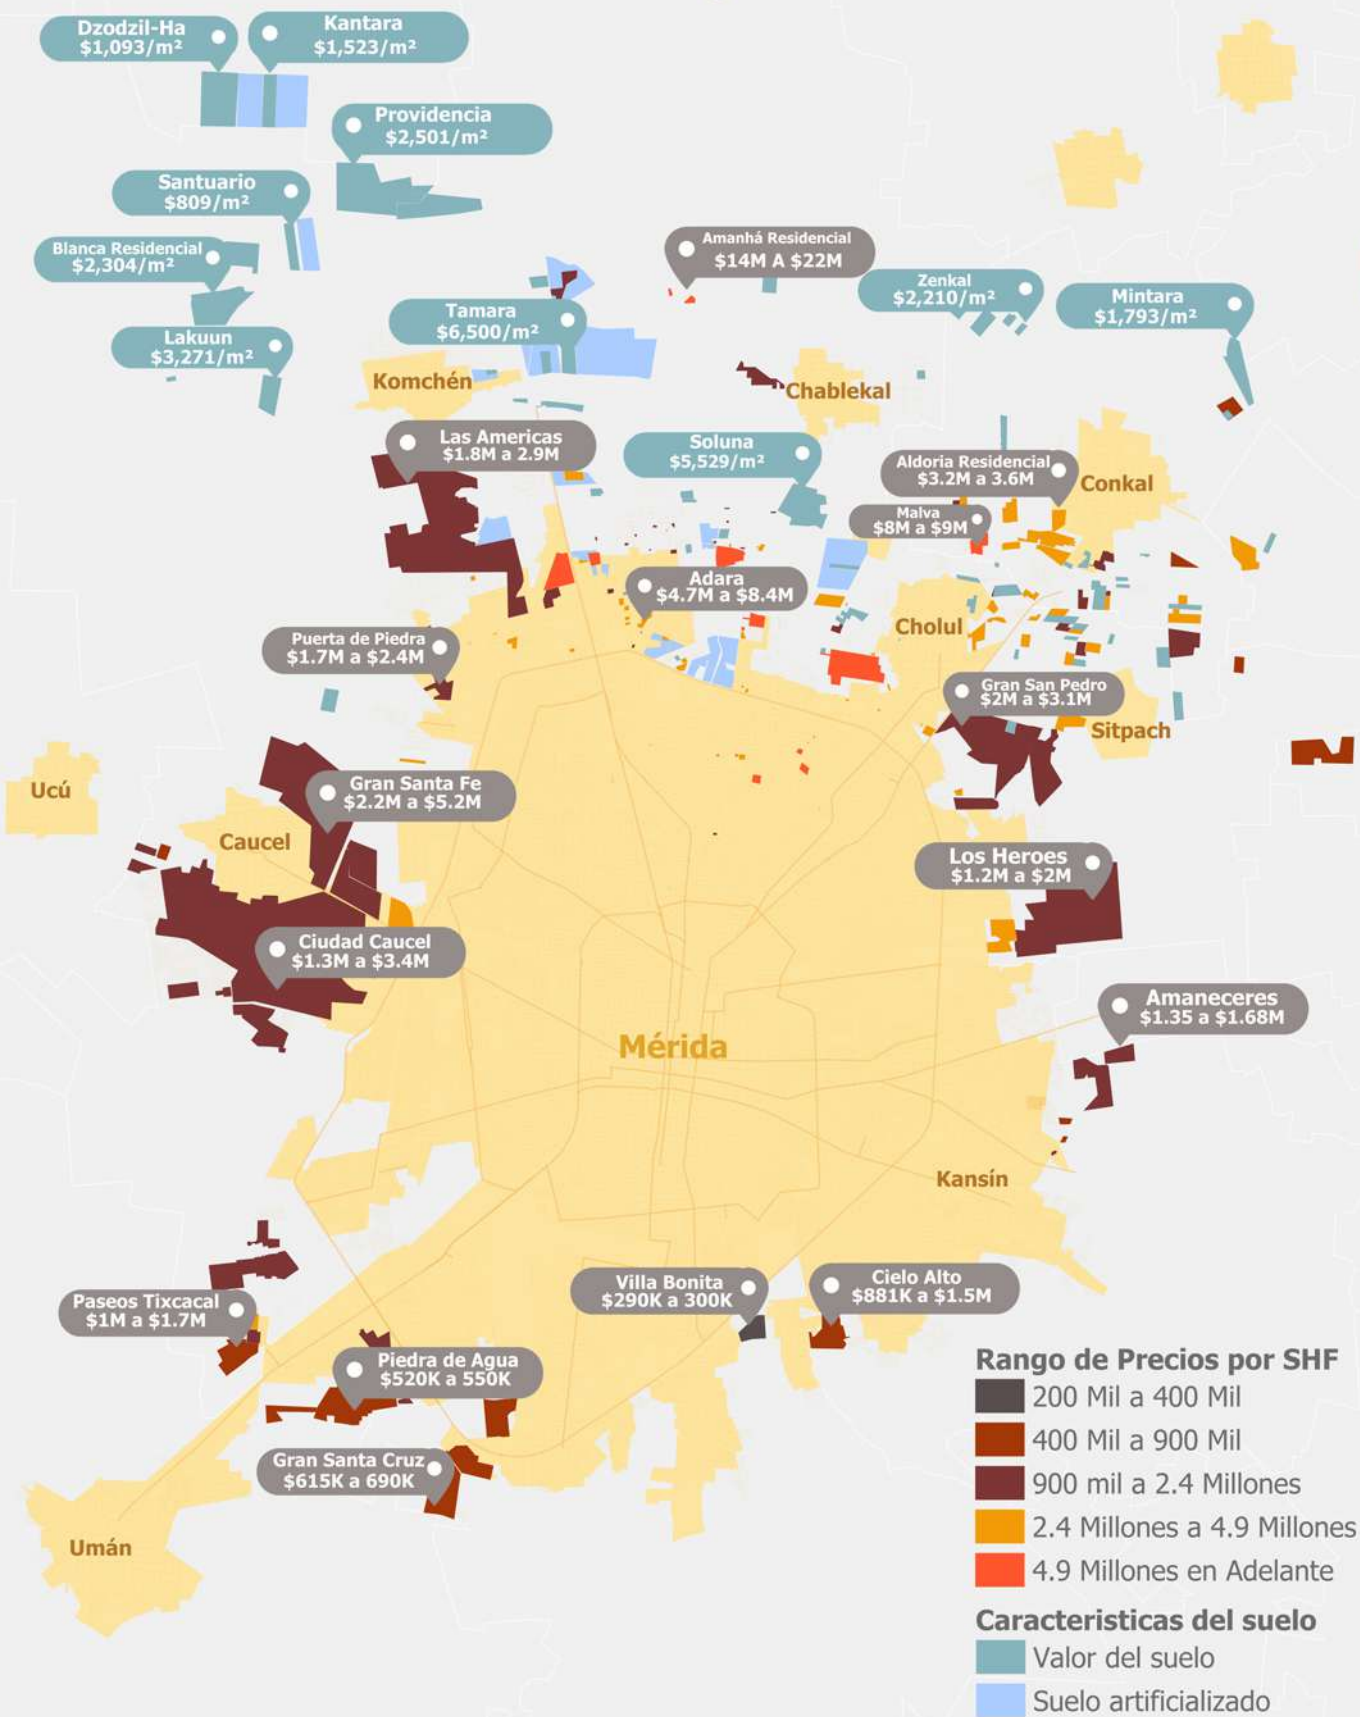 Dzodzil-Ha
$1,093/m²
Kantara
$1,523/m²
Providencia
$2,501/m²
Santuario
$809/m²
Blanca Residencial
$2,304/m²
Lakuun
$3,271/m²
Amanhá Residencial
$14M A $22M
Zenkal
$2,210/m²
Mintara
$1,793/m²
Tamara
$6,500/m²
Komchén
Chablekal
Las Americas
$1.8M a 2.9M
Soluna
$5,529/m²
Aldoria Residencial
$3.2M a 3.6M
Conkal
Malva
$8M a $9M
Adara
$4.7M a $8.4M
Cholul
Puerta de Piedra
$1.7M a $2.4M
Gran San Pedro
$2M a $3.1M
Sitpach
Ucú
Gran Santa Fe
$2.2M a $5.2M
Caucel
Los Heroes
$1.2M a $2M
Ciudad Caucel
$1.3M a $3.4M
Amaneceres
$1.35 a $1.68M
Mérida
Kansín
Villa Bonita
$290K a 300K
Cielo Alto
$881K a $1.5M
Paseos Tixcacal
$1M a $1.7M
Piedra de Agua
$520K a 550K
Gran Santa Cruz
$615K a 690K
Umán
Rango de Precios por SHF
200 Mil a 400 Mil
400 Mil a 900 Mil
900 mil a 2.4 Millones
2.4 Millones a 4.9 Millones
4.9 Millones en Adelante
Caracteristicas del suelo
Valor del suelo
Suelo artificializado